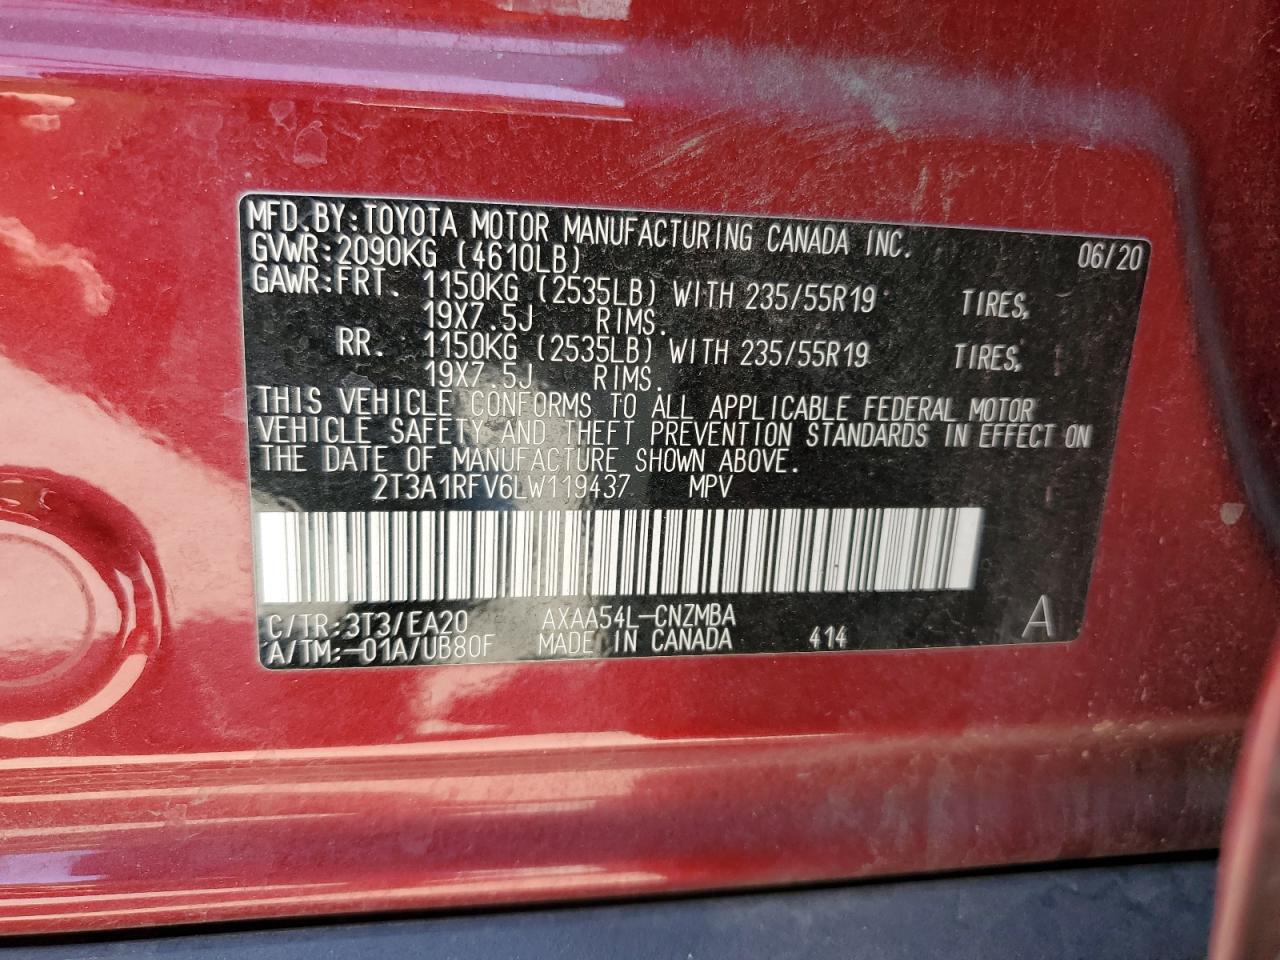 MFD.BY:TOYOTA MOTOR MANUFACTURING CANADA INC. 06/20
GVWR:2090KG (4610LB)
GAWR:FRT. 1150KG (2535LB) WITH 235/55R19 TIRES,
19X7.5J RIMS.
RR. 1150KG (2535LB) WITH 235/55R19 TIRES,
19X7.5J RIMS.
THIS VEHICLE CONFORMS TO ALL APPLICABLE FEDERAL MOTOR
VEHICLE SAFETY AND THEFT PREVENTION STANDARDS IN EFFECT ON
THE DATE OF MANUFACTURE SHOWN ABOVE.
2T3A1RFV6LW119437 MPV
C/TR:3T3/EA20 AXAA54L-CNZMBA
A/TM:-01A/UB80F MADE IN CANADA 414 A